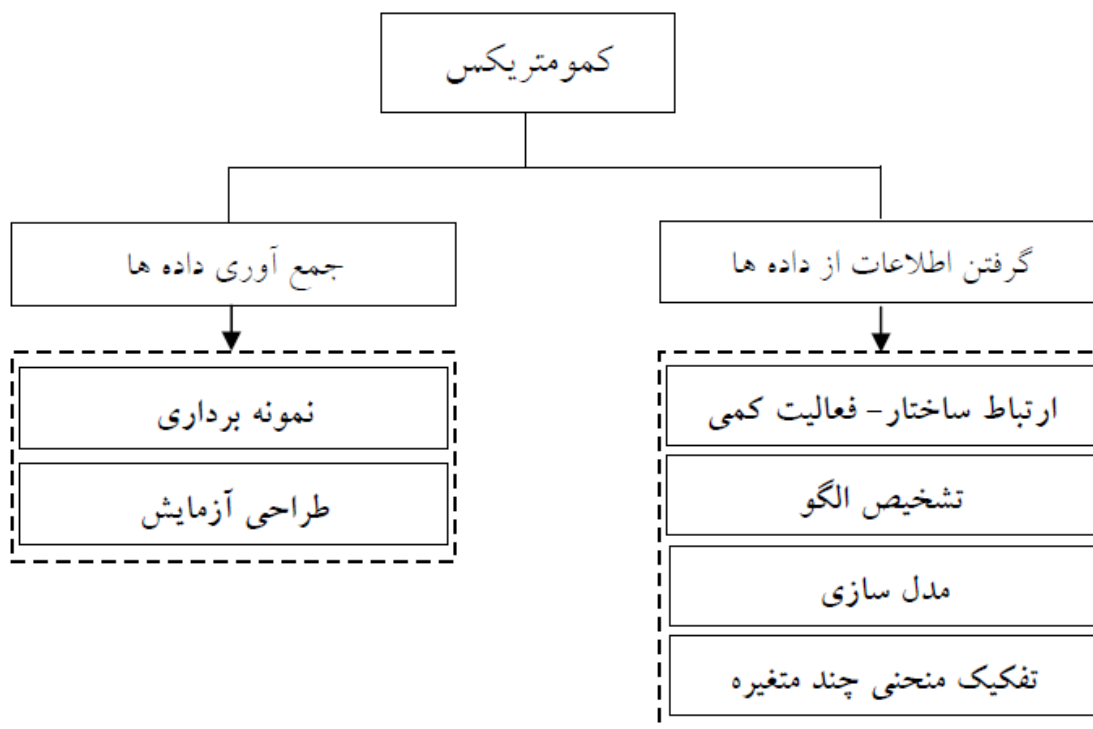 کمومتریکس
گرفتن اطلاعات از داده ها
جمع آوری داده ها
ارتباط ساختار- فعالیت کمی
تشخیص الگو
مدل سازی
تفکیک منحنی چند متغیره
نمونه برداری
طراحی آزمایش